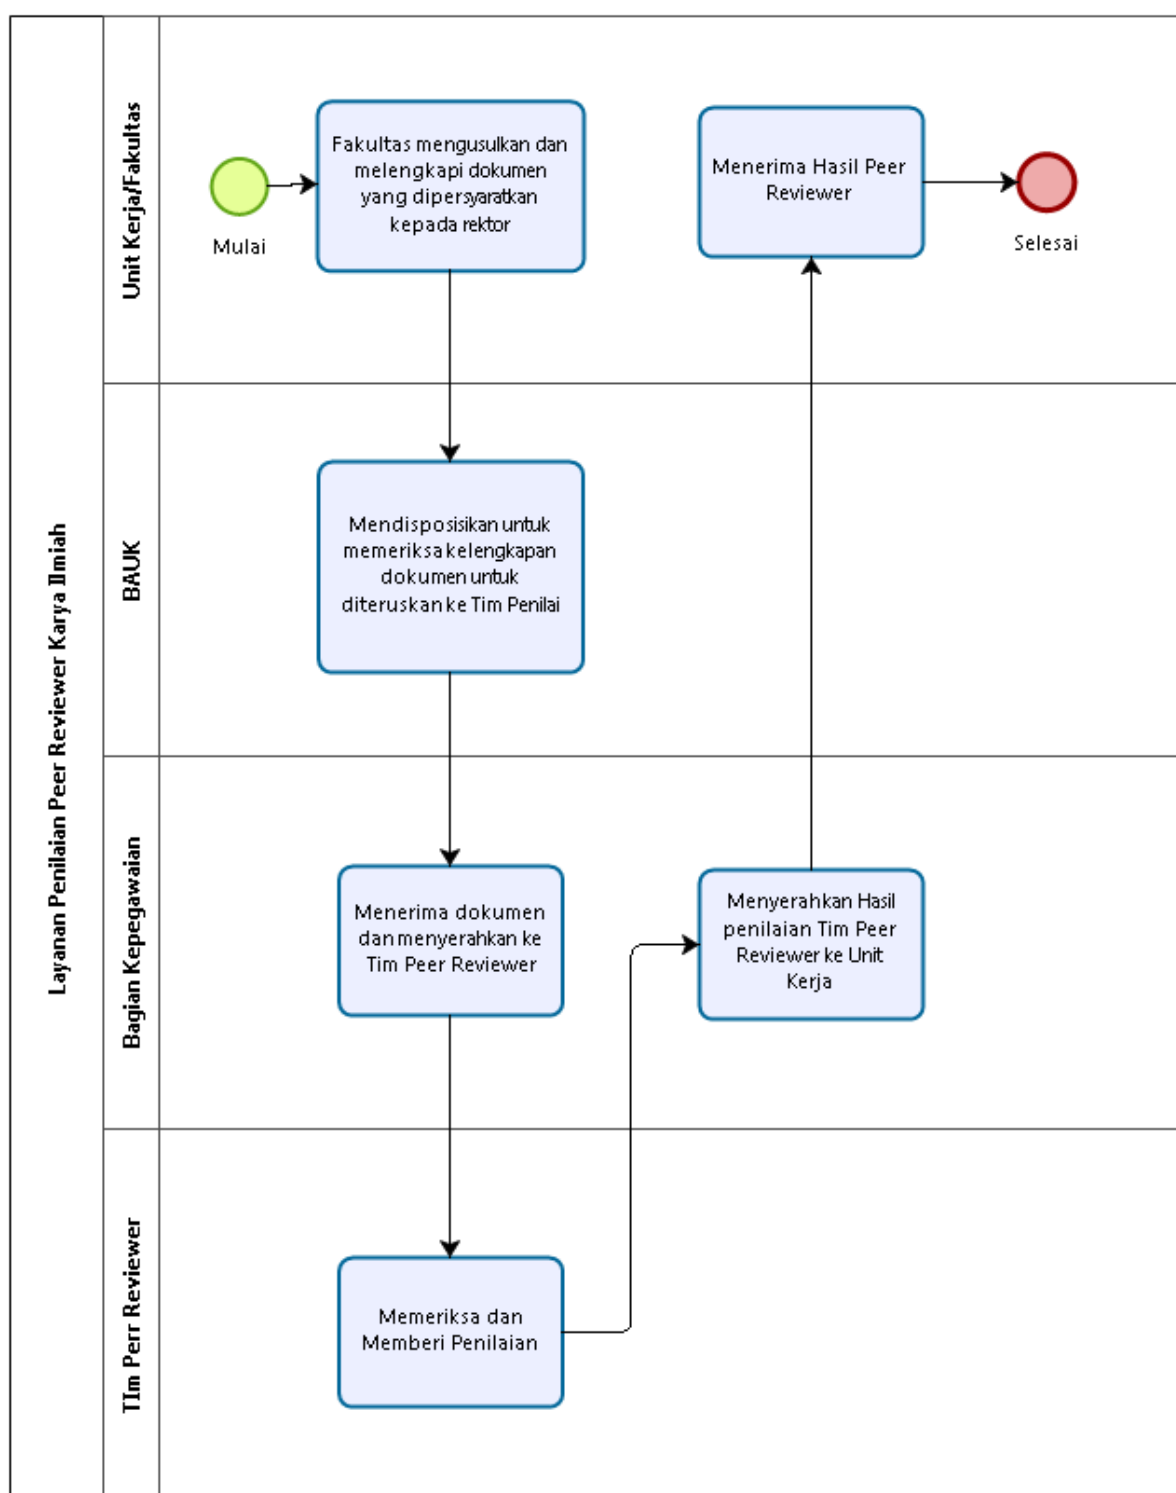 Layanan Penilaian Peer Reviewer Karya Ilmiah
Unit Kerja/Fakultas
Mulai
Fakultas mengusulkan dan
melengkapi dokumen
yang dipersyaratkan
kepada rektor
Menerima Hasil Peer
Reviewer
Selesai
BAUK
Mendisposisikan untuk
memeriksa kelengkapan
dokumen untuk
diteruskan ke Tim Penilai
Bagian Kepegawaian
Menerima dokumen
dan menyerahkan ke
Tim Peer Reviewer
Menyerahkan Hasil
penilaian Tim Peer
Reviewer ke Unit
Kerja
TIm Perr Reviewer
Memeriksa dan
Memberi Penilaian